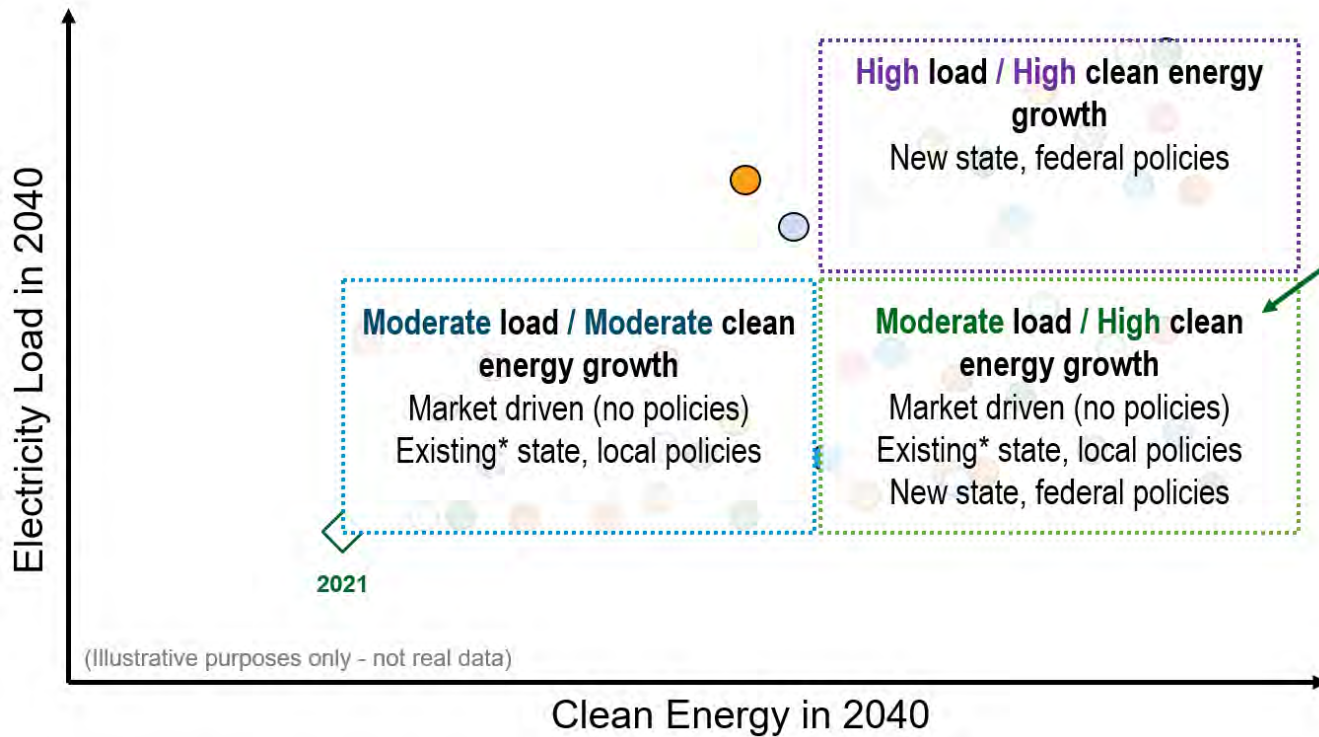 Electricity Load in 2040
High load / High clean energy
growth
New state, federal policies
Moderate load / Moderate clean
energy growth
Market driven (no policies)
Existing* state, local policies
Moderate load / High clean
energy growth
Market driven (no policies)
Existing* state, local policies
New state, federal policies
2021
(Illustrative purposes only - not real data)
Clean Energy in 2040